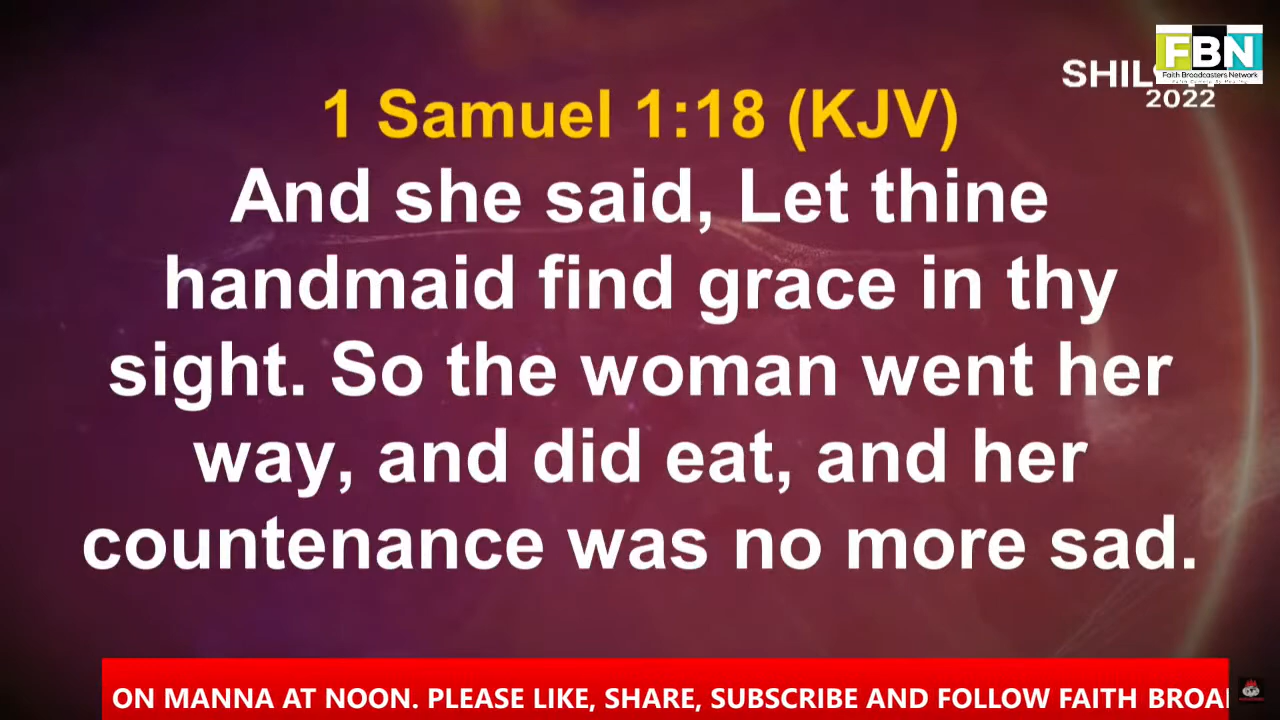 FBN
Faith Broadcasters Network
SHIL
2022
1 Samuel 1:18 (KJV)
And she said, Let thine
handmaid find grace in thy
sight. So the woman went her
way, and did eat, and her
countenance was no more sad.
ON MANNA AT NOON. PLEASE LIKE, SHARE, SUBSCRIBE AND FOLLOW FAITH BROA